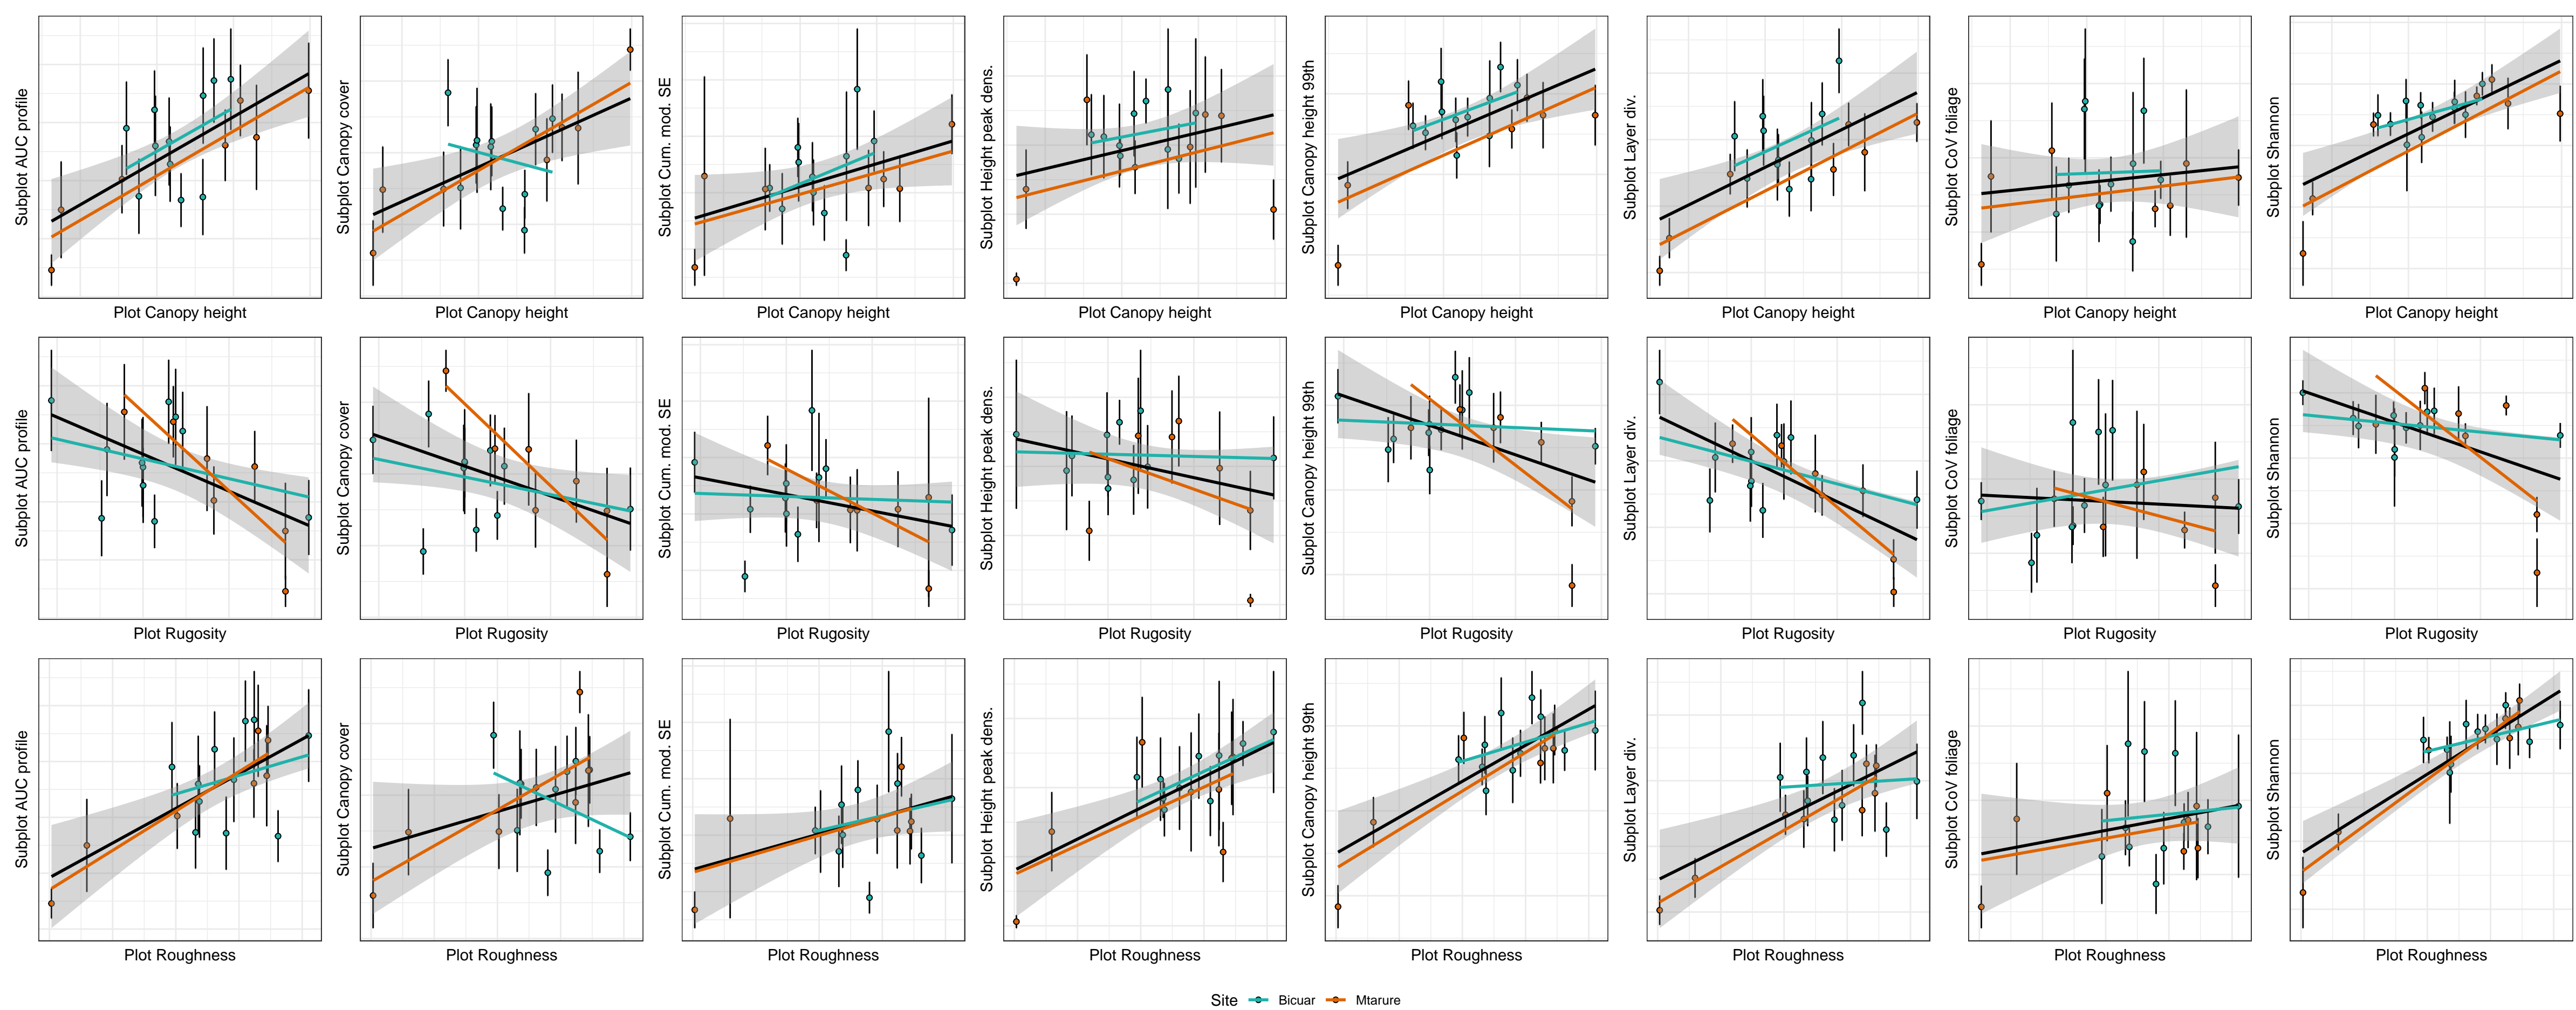 Subplot AUC profile
Plot Canopy height
Subplot Canopy cover
Plot Canopy height
Subplot Cum. mod. SE
Plot Canopy height
Subplot Height peak dens.
Plot Canopy height
Subplot Canopy height 99th
Plot Canopy height
Subplot Layer div.
Plot Canopy height
Subplot CoV foliage
Plot Canopy height
Subplot Shannon
Plot Canopy height
Subplot AUC profile
Plot Rugosity
Subplot Canopy cover
Plot Rugosity
Subplot Cum. mod. SE
Plot Rugosity
Subplot Height peak dens.
Plot Rugosity
Subplot Canopy height 99th
Plot Rugosity
Subplot Layer div.
Plot Rugosity
Subplot CoV foliage
Plot Rugosity
Subplot Shannon
Plot Rugosity
Subplot AUC profile
Plot Roughness
Subplot Canopy cover
Plot Roughness
Subplot Cum. mod. SE
Plot Roughness
Subplot Height peak dens.
Plot Roughness
Subplot Canopy height 99th
Plot Roughness
Subplot Layer div.
Plot Roughness
Subplot CoV foliage
Plot Roughness
Subplot Shannon
Plot Roughness
Site Bicuar Mtarure